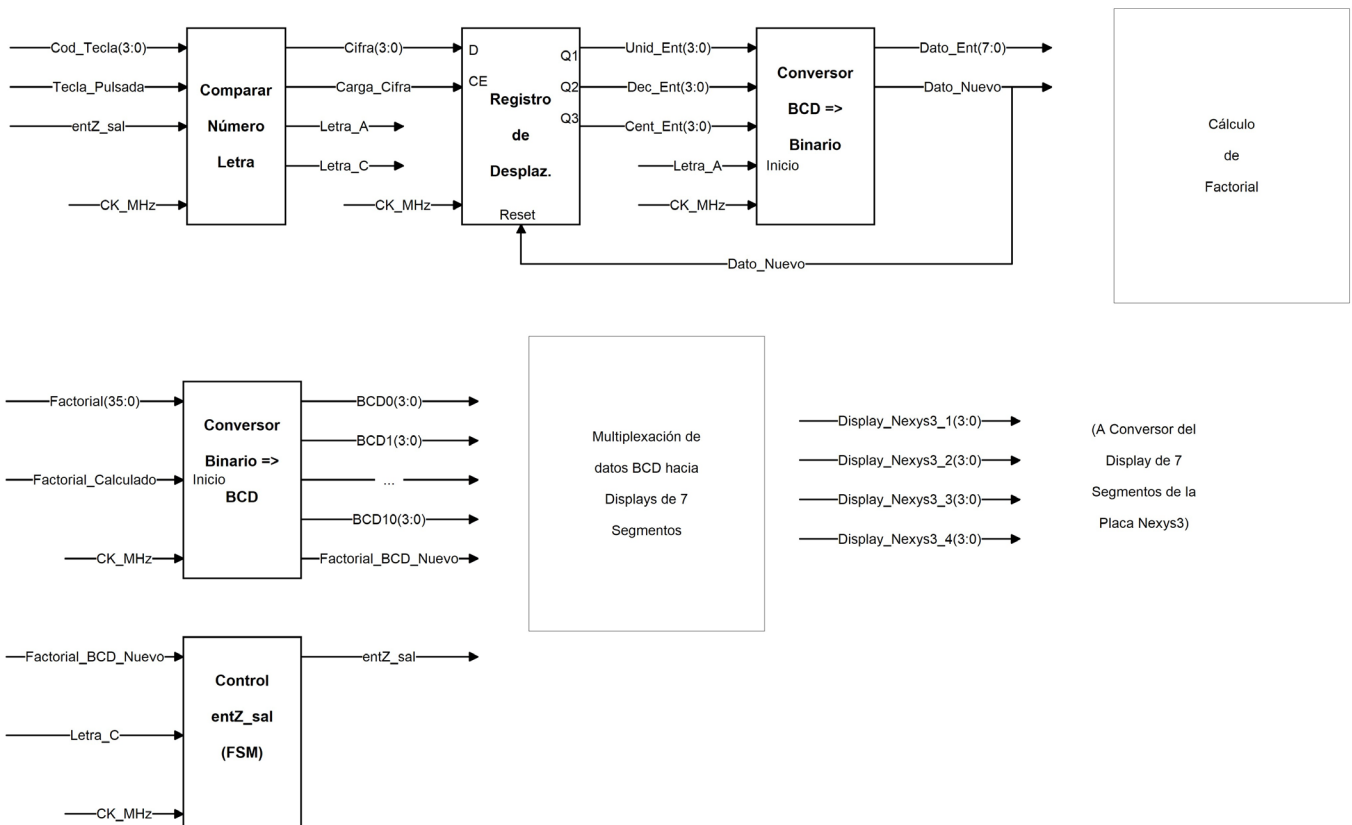 Cod_Tecla(3:0)
Tecla_Pulsada
entZ_sal
CK_MHz
Comparar
Número
Letra
Cifra(3:0)
Carga_Cifra
Letra_A
Letra_C
CK_MHz
D
CE
Q1
Q2
Q3
Registro
de
Desplaz.
Reset
Unid_Ent(3:0)
Dec_Ent(3:0)
Cent_Ent(3:0)
Letra_A
CK_MHz
Conversor
BCD =>
Binario
Inicio
Dato_Ent(7:0)
Dato_Nuevo
Dato_Nuevo
Cálculo
de
Factorial
Factorial(35:0)
Factorial_Calculado
CK_MHz
Conversor
Binario =>
Inicio
BCD
BCD0(3:0)
BCD1(3:0)
...
BCD10(3:0)
Factorial_BCD_Nuevo
Multiplexación de
datos BCD hacia
Displays de 7
Segmentos
Display_Nexys3_1(3:0)
Display_Nexys3_2(3:0)
Display_Nexys3_3(3:0)
Display_Nexys3_4(3:0)
(A Conversor del
Display de 7
Segmentos de la
Placa Nexys3)
Factorial_BCD_Nuevo
Letra_C
CK_MHz
Control
entZ_sal
(FSM)
entZ_sal